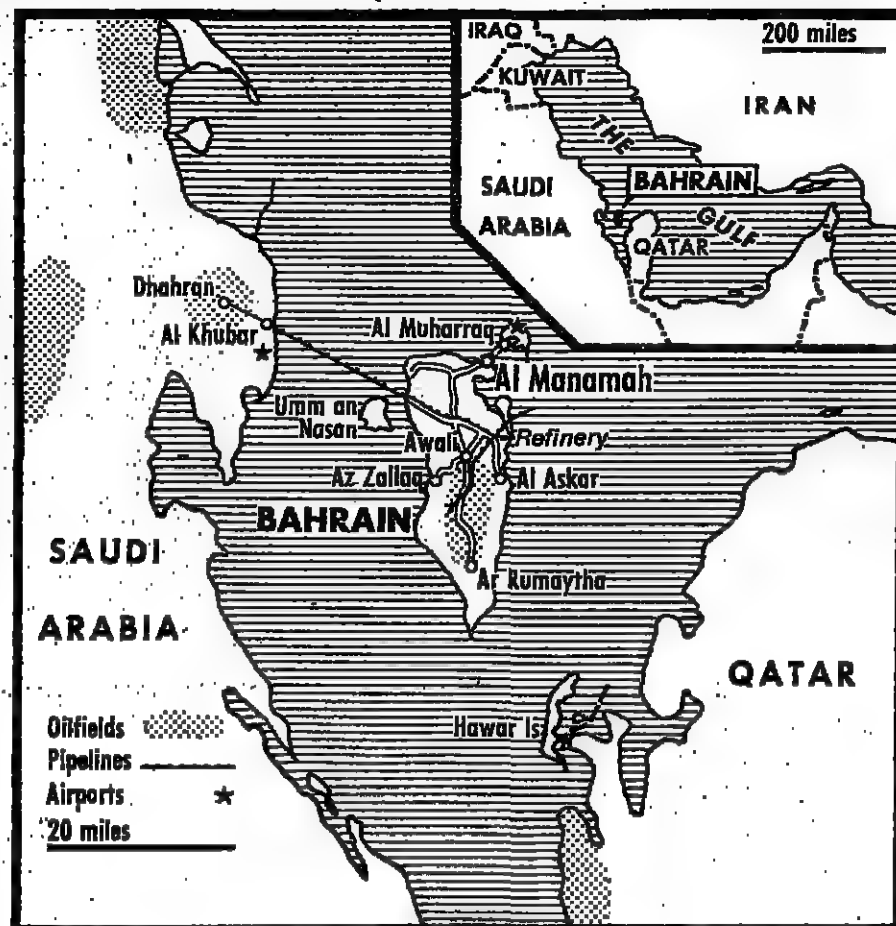 IRAQ
200 miles
KUWAIT
IRAN
THE
SAUDI
ARABIA
BAHRAIN
GULF
QATAR
Dhahran
Al Khubar
Al Muharraq
Al Manamah
Umm an
Nasan
Awali
Refinery
Az Zallaq
Al Askar
BAHRAIN
SAUDI
ARABIA
Ar Rumaytha
QATAR
Hawar Is
Oilfields
Pipelines
Airports
20 miles